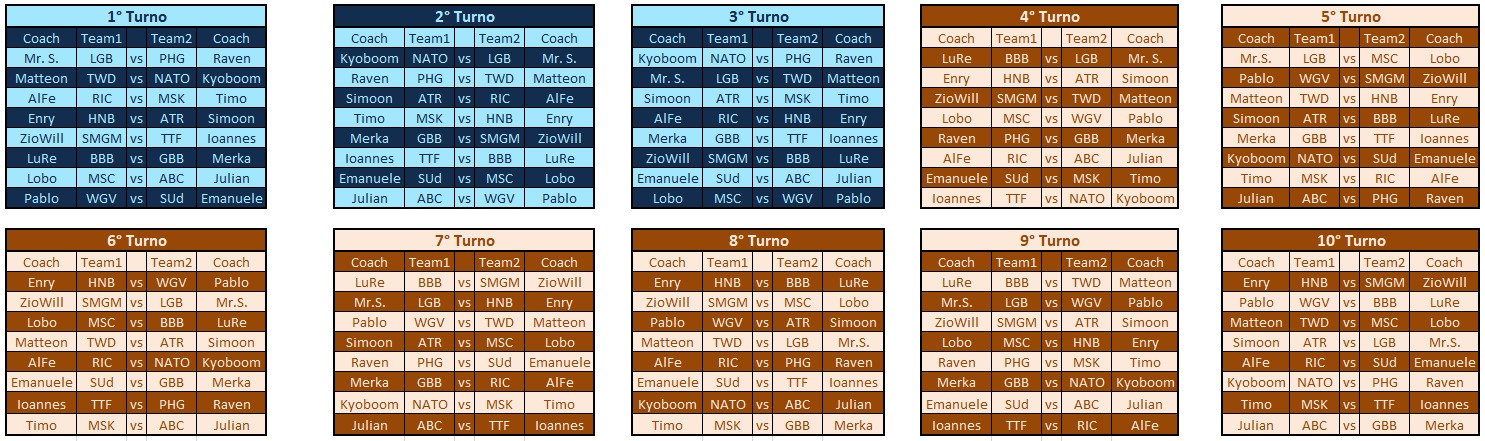 1° Turno
Coach Team1 Team2 Coach
Mr. S. LGB vs PHG Raven
Matteon TWD vs NATO Kyoboom
AlFe RIC vs MSK Timo
Enry HNB vs ATR Simoon
ZioWill SMGM vs TTF Ioannes
LuRe BBB vs GBB Merka
Lobo MSC vs ABC Julian
Pablo WGV vs SUd Emanuele
2° Turno
Coach Team1 Team2 Coach
Kyoboom NATO vs LGB Mr. S.
Raven PHG vs TWD Matteon
Simoon ATR vs RIC AlFe
Timo MSK vs HNB Enry
Merka GBB vs SMGM ZioWill
Ioannes TTF vs BBB LuRe
Emanuele SUd vs MSC Lobo
Julian ABC vs WGV Pablo
3° Turno
Coach Team1 Team2 Coach
Kyoboom NATO vs PHG Raven
Mr. S. LGB vs TWD Matteon
Simoon ATR vs MSK Timo
AlFe RIC vs HNB Enry
Merka GBB vs TTF Ioannes
ZioWill SMGM vs BBB LuRe
Emanuele SUd vs ABC Julian
Lobo MSC vs WGV Pablo
4° Turno
Coach Team1 Team2 Coach
LuRe BBB vs LGB Mr. S.
Enry HNB vs ATR Simoon
ZioWill SMGM vs TWD Matteon
Lobo MSC vs WGV Pablo
Raven PHG vs GBB Merka
AlFe RIC vs ABC Julian
Emanuele SUd vs MSK Timo
Ioannes TTF vs NATO Kyoboom
5° Turno
Coach Team1 Team2 Coach
Mr.S. LGB vs MSC Lobo
Pablo WGV vs SMGM ZioWill
Matteon TWD vs HNB Enry
Simoon ATR vs BBB LuRe
Merka GBB vs TTF Ioannes
Kyoboom NATO vs SUd Emanuele
Timo MSK vs RIC AlFe
Julian ABC vs PHG Raven
6° Turno
Coach Team1 Team2 Coach
Enry HNB vs WGV Pablo
ZioWill SMGM vs LGB Mr.S.
Lobo MSC vs BBB LuRe
Matteon TWD vs ATR Simoon
AlFe RIC vs NATO Kyoboom
Emanuele SUd vs GBB Merka
Ioannes TTF vs PHG Raven
Timo MSK vs ABC Julian
7° Turno
Coach Team1 Team2 Coach
LuRe BBB vs SMGM ZioWill
Mr.S. LGB vs HNB Enry
Pablo WGV vs TWD Matteon
Simoon ATR vs MSC Lobo
Raven PHG vs SUd Emanuele
Merka GBB vs RIC AlFe
Kyoboom NATO vs MSK Timo
Julian ABC vs TTF Ioannes
8° Turno
Coach Team1 Team2 Coach
Enry HNB vs BBB LuRe
ZioWill SMGM vs MSC Lobo
Pablo WGV vs ATR Simoon
Matteon TWD vs LGB Mr.S.
AlFe RIC vs PHG Raven
Emanuele SUd vs TTF Ioannes
Kyoboom NATO vs ABC Julian
Timo MSK vs GBB Merka
9° Turno
Coach Team1 Team2 Coach
LuRe BBB vs TWD Matteon
Mr.S. LGB vs WGV Pablo
ZioWill SMGM vs ATR Simoon
Lobo MSC vs HNB Enry
Raven PHG vs MSK Timo
Merka GBB vs NATO Kyoboom
Emanuele SUd vs ABC Julian
Ioannes TTF vs RIC AlFe
10° Turno
Coach Team1 Team2 Coach
Enry HNB vs SMGM ZioWill
Pablo WGV vs BBB LuRe
Matteon TWD vs MSC Lobo
Simoon ATR vs LGB Mr.S.
AlFe RIC vs SUd Emanuele
Kyoboom NATO vs PHG Raven
Timo MSK vs TTF Ioannes
Julian ABC vs GBB Merka